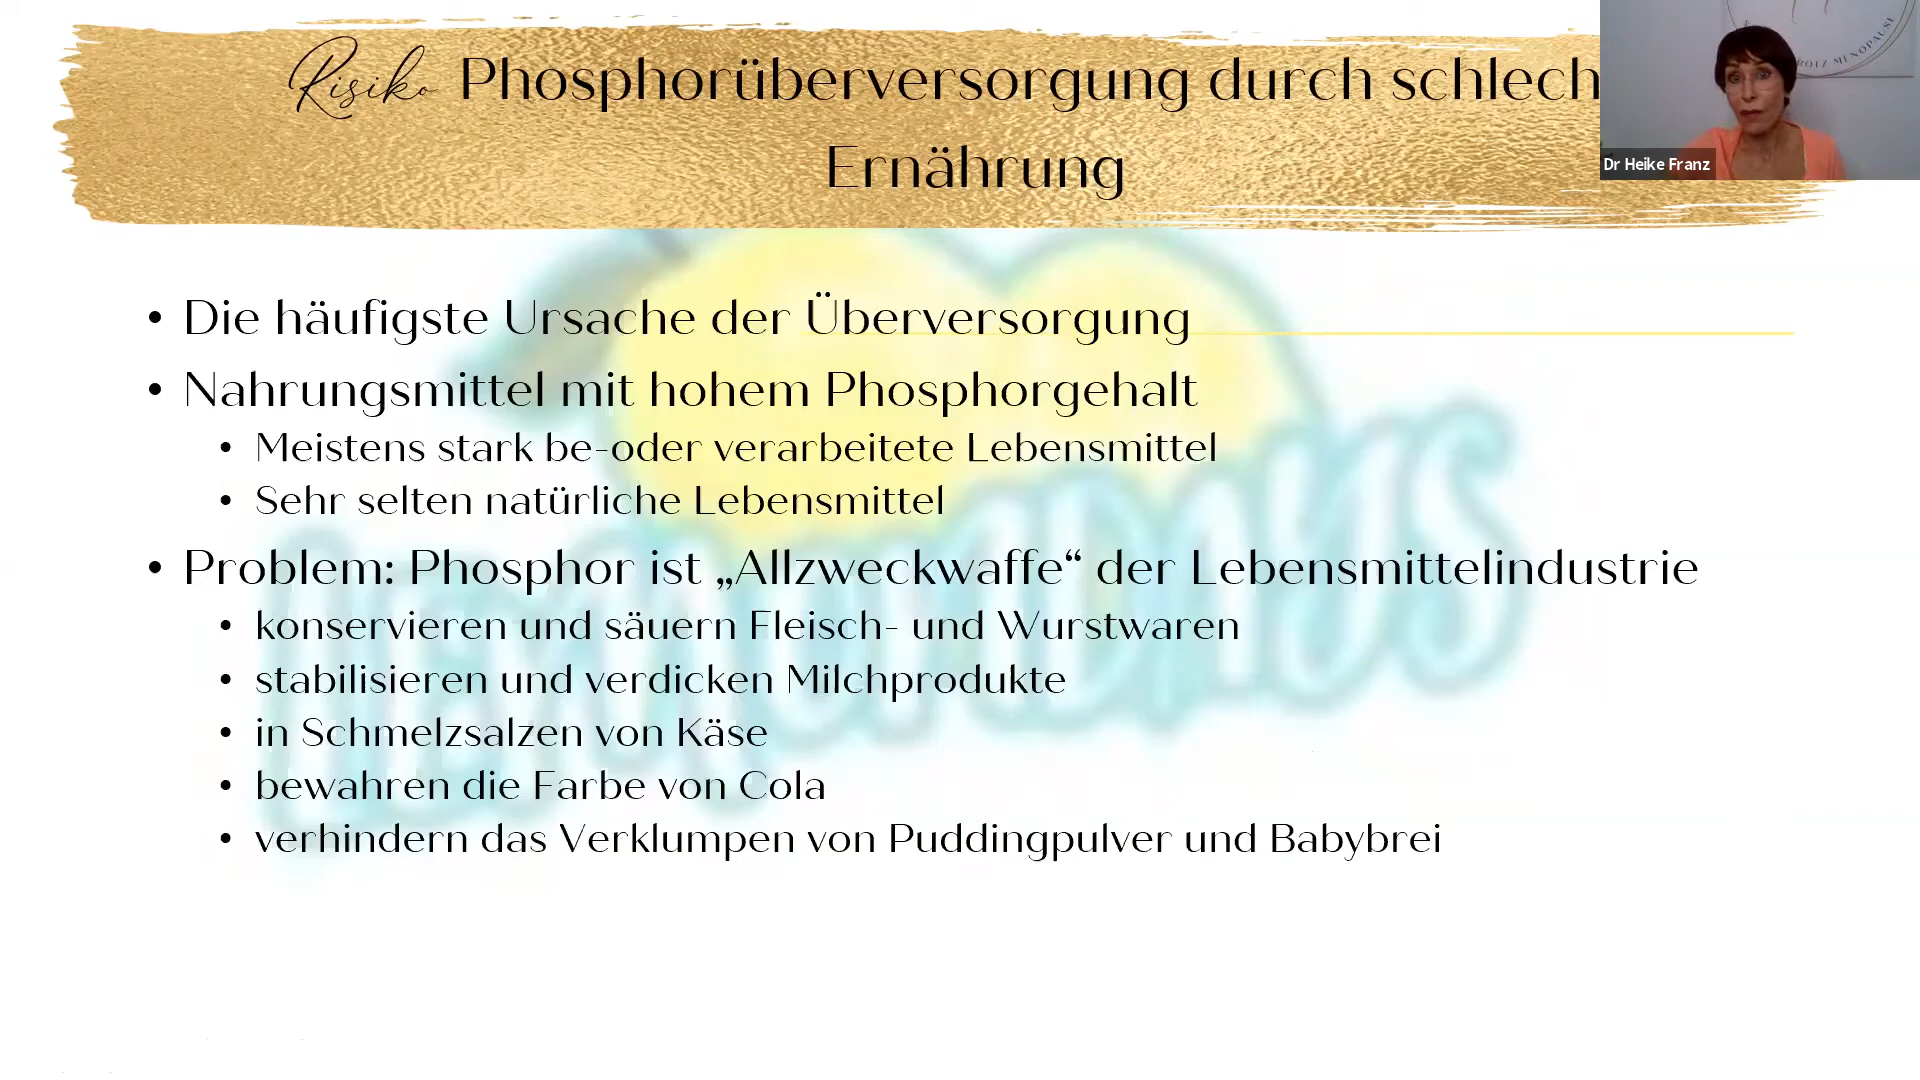 Risiko Phosphorüberversorgung durch schlech
Ernährung
Dr Heike Franz
ROTZ MENOPAUSE
• Die häufigste Ursache der Überversorgung
• Nahrungsmittel mit hohem Phosphorgehalt
• Meistens stark be-oder verarbeitete Lebensmittel
• Sehr selten natürliche Lebensmittel
• Problem: Phosphor ist „Allzweckwaffe“ der Lebensmittelindustrie
• konservieren und säuern Fleisch- und Wurstwaren
• stabilisieren und verdicken Milchprodukte
• in Schmelzsalzen von Käse
• bewahren die Farbe von Cola
• verhindern das Verklumpen von Puddingpulver und Babybrei